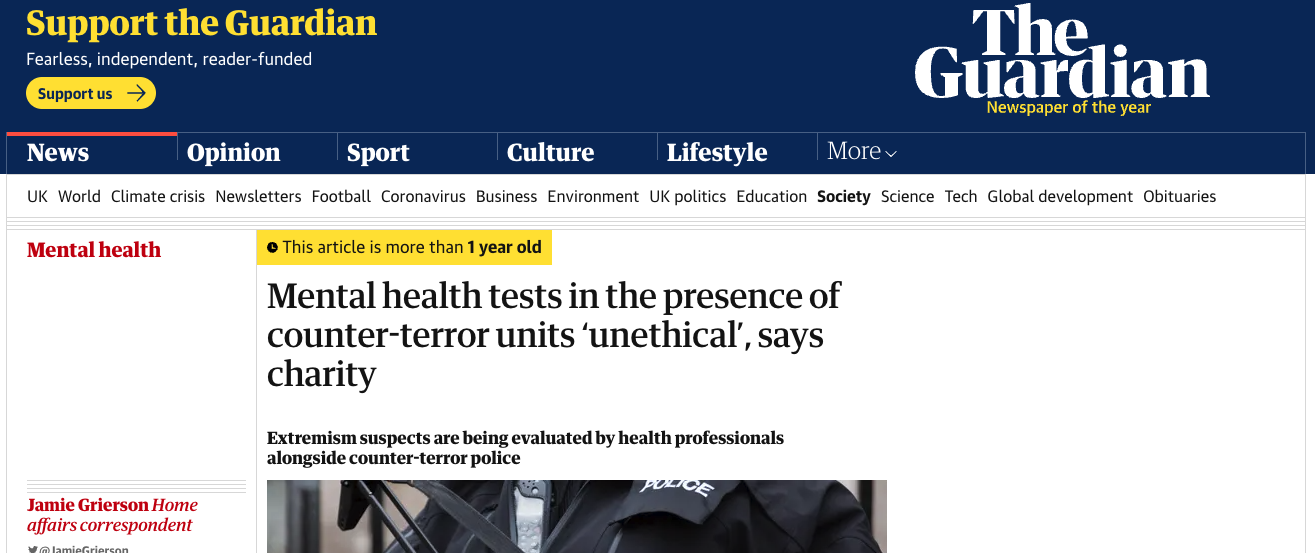 Support the Guardian
Fearless, independent, reader-funded
Support us
The
Guardian
Newspaper of the year
News Opinion Sport Culture Lifestyle More
UK World Climate crisis Newsletters Football Coronavirus Business Environment UK politics Education Society Science Tech Global development Obituaries
Mental health
This article is more than 1 year old
Mental health tests in the presence of
counter-terror units ‘unethical’, says
charity
Extremism suspects are being evaluated by health professionals
alongside counter-terror police
Jamie Grierson Home
affairs correspondent
@JamieGrierson
POLICE